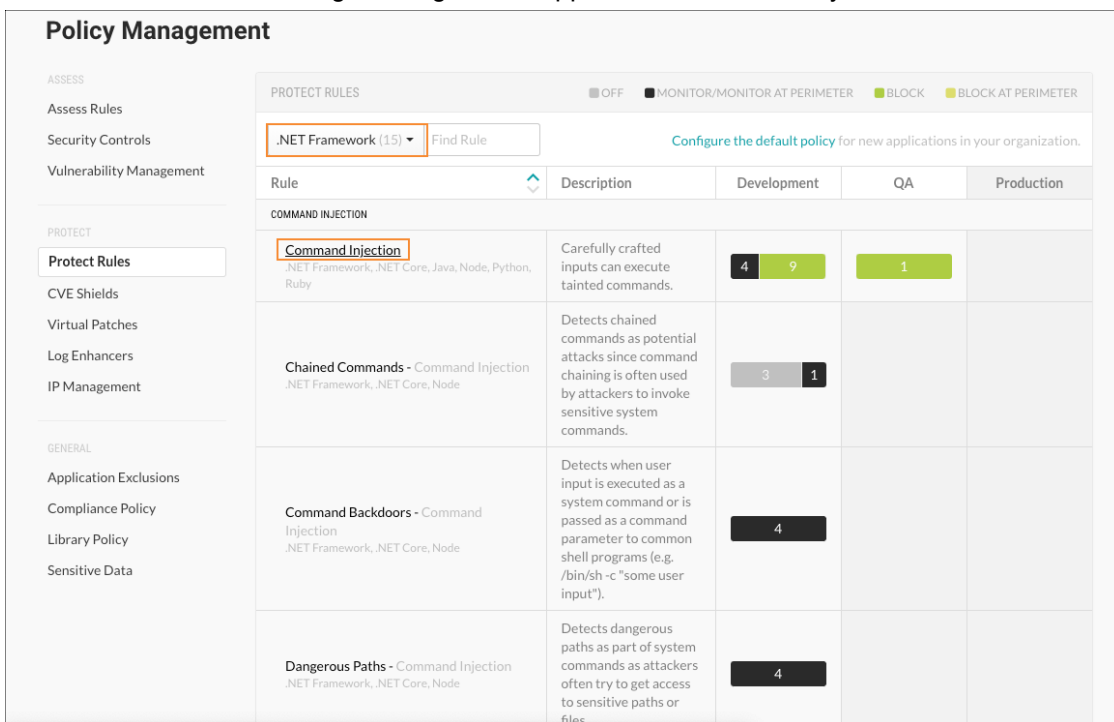 Policy Management
ASSESS
Assess Rules
Security Controls
Vulnerability Management
PROTECT
Protect Rules
CVE Shields
Virtual Patches
Log Enhancers
IP Management
GENERAL
Application Exclusions
Compliance Policy
Library Policy
Sensitive Data
PROTECT RULES
OFF MONITOR/MONITOR AT PERIMETER BLOCK BLOCK AT PERIMETER
.NET Framework (15) Find Rule
Configure the default policy for new applications in your organization.
Rule Description Development QA Production
COMMAND INJECTION
Command Injection
.NET Framework, .NET Core, Java, Node, Python,
Ruby
Carefully crafted
inputs can execute
tainted commands.
4 9 1
Chained Commands - Command Injection
.NET Framework, .NET Core, Node
Detects chained
commands as potential
attacks since command
chaining is often used
by attackers to invoke
sensitive system
commands.
3 1
Command Backdoors - Command
Injection
.NET Framework, .NET Core, Node
Detects when user
input is executed as a
system command or is
passed as a command
parameter to common
shell programs (e.g.
/bin/sh -c "some user
input").
4
Dangerous Paths - Command Injection
.NET Framework, .NET Core, Node
Detects dangerous
paths as part of system
commands as attackers
often try to get access
to sensitive paths or
files.
4